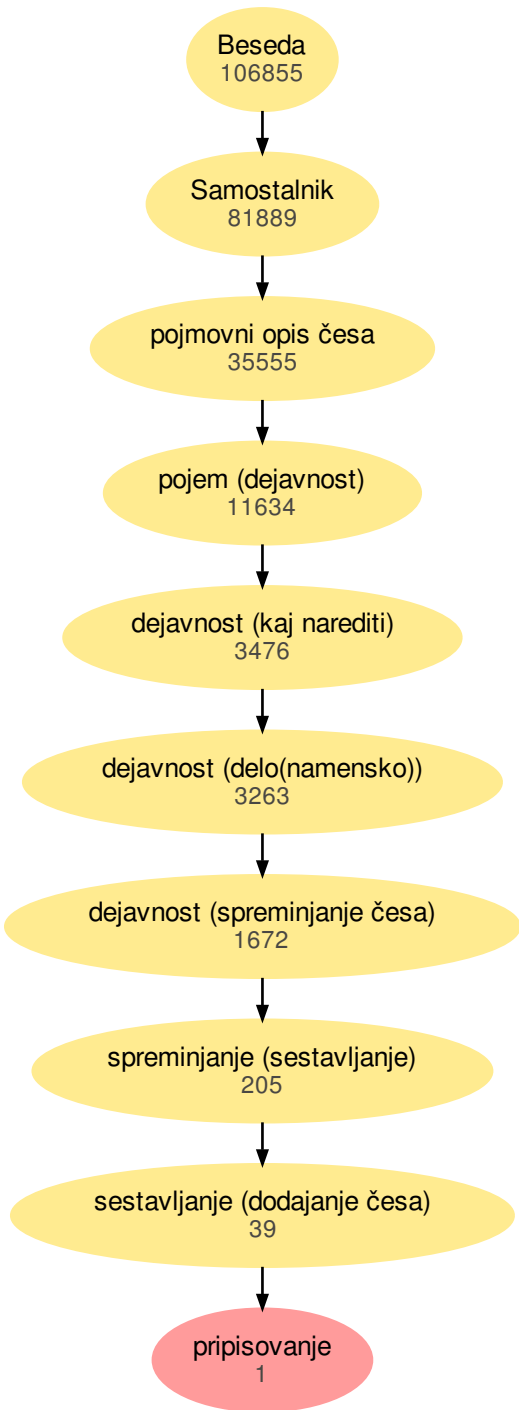 Beseda
106855
Samostalnik
81889
pojmovni opis česa
35555
pojem (dejavnost)
11634
dejavnost (kaj narediti)
3476
dejavnost (delo(namensko))
3263
dejavnost (spreminjanje česa)
1672
spreminjanje (sestavljanje)
205
sestavljanje (dodajanje česa)
39
pripisovanje
1